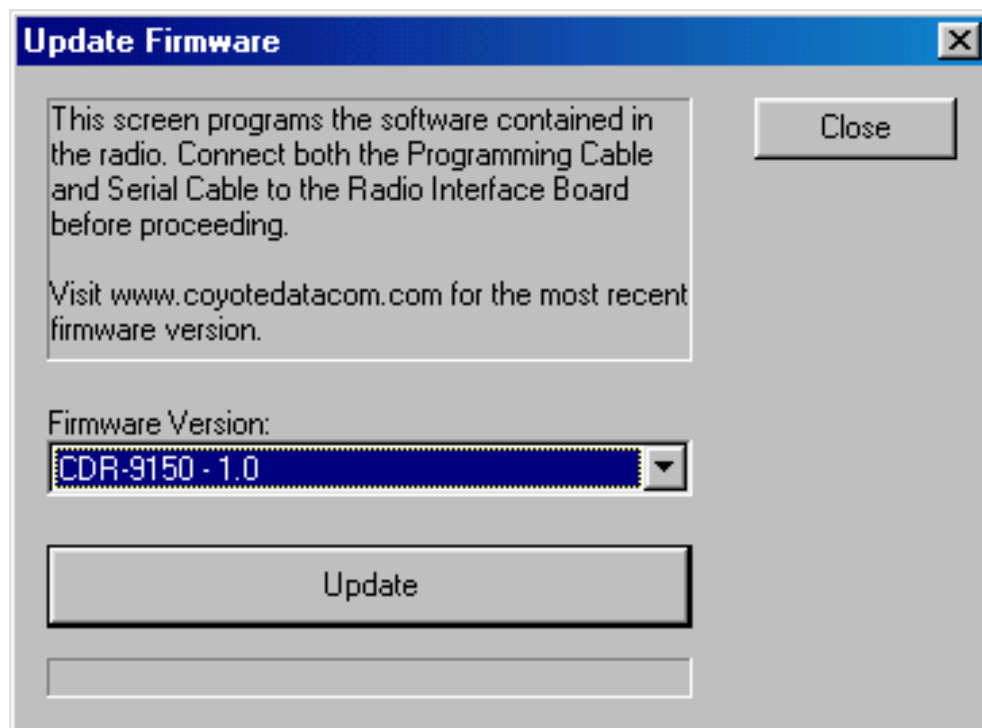 Update Firmware
This screen programs the software contained in
the radio. Connect both the Programming Cable
and Serial Cable to the Radio Interface Board
before proceeding.
Visit www.coyotedatacom.com for the most recent
firmware version.
Close
Firmware Version:
CDR-9150 - 1.0
Update